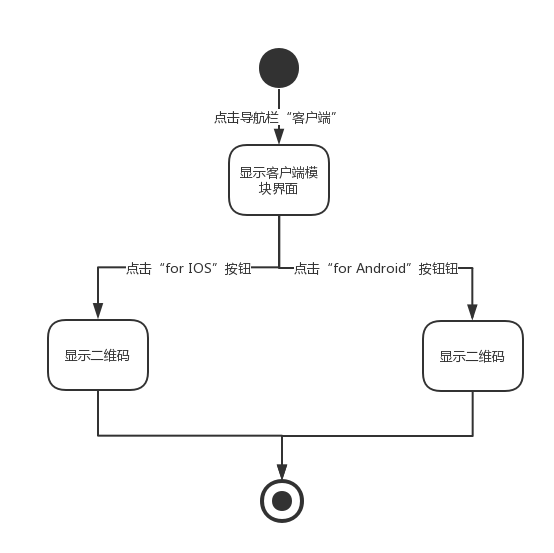 点击导航栏“客户端”
显示客户端模
块界面
点击“for IOS”按钮
点击“for Android”按钮钮
显示二维码
显示二维码